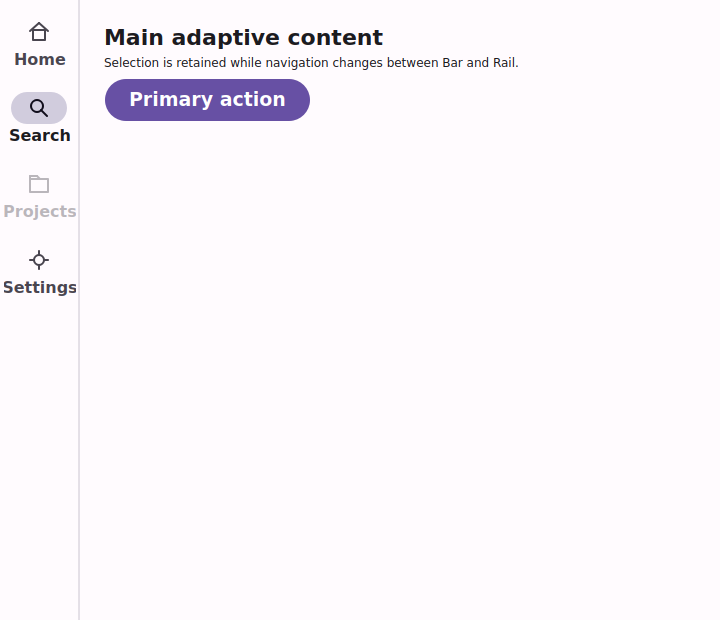 Home
Search
Projects
Settings
Main adaptive content
Selection is retained while navigation changes between Bar and Rail.
Primary action